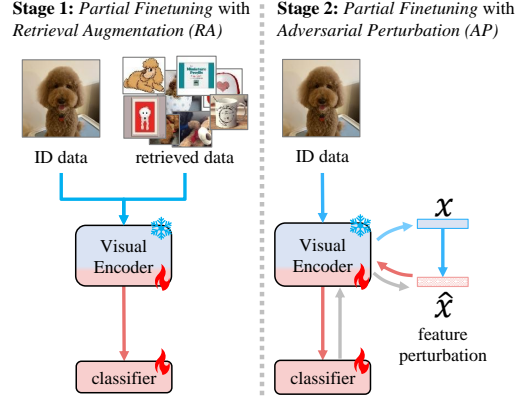 Stage 1: Partial Finetuning with
Retrieval Augmentation (RA)
ID data
retrieved data
Visual
Encoder
classifier
Stage 2: Partial Finetuning with
Adversarial Perturbation (AP)
ID data
Visual
Encoder
x
x̂
feature
perturbation
classifier